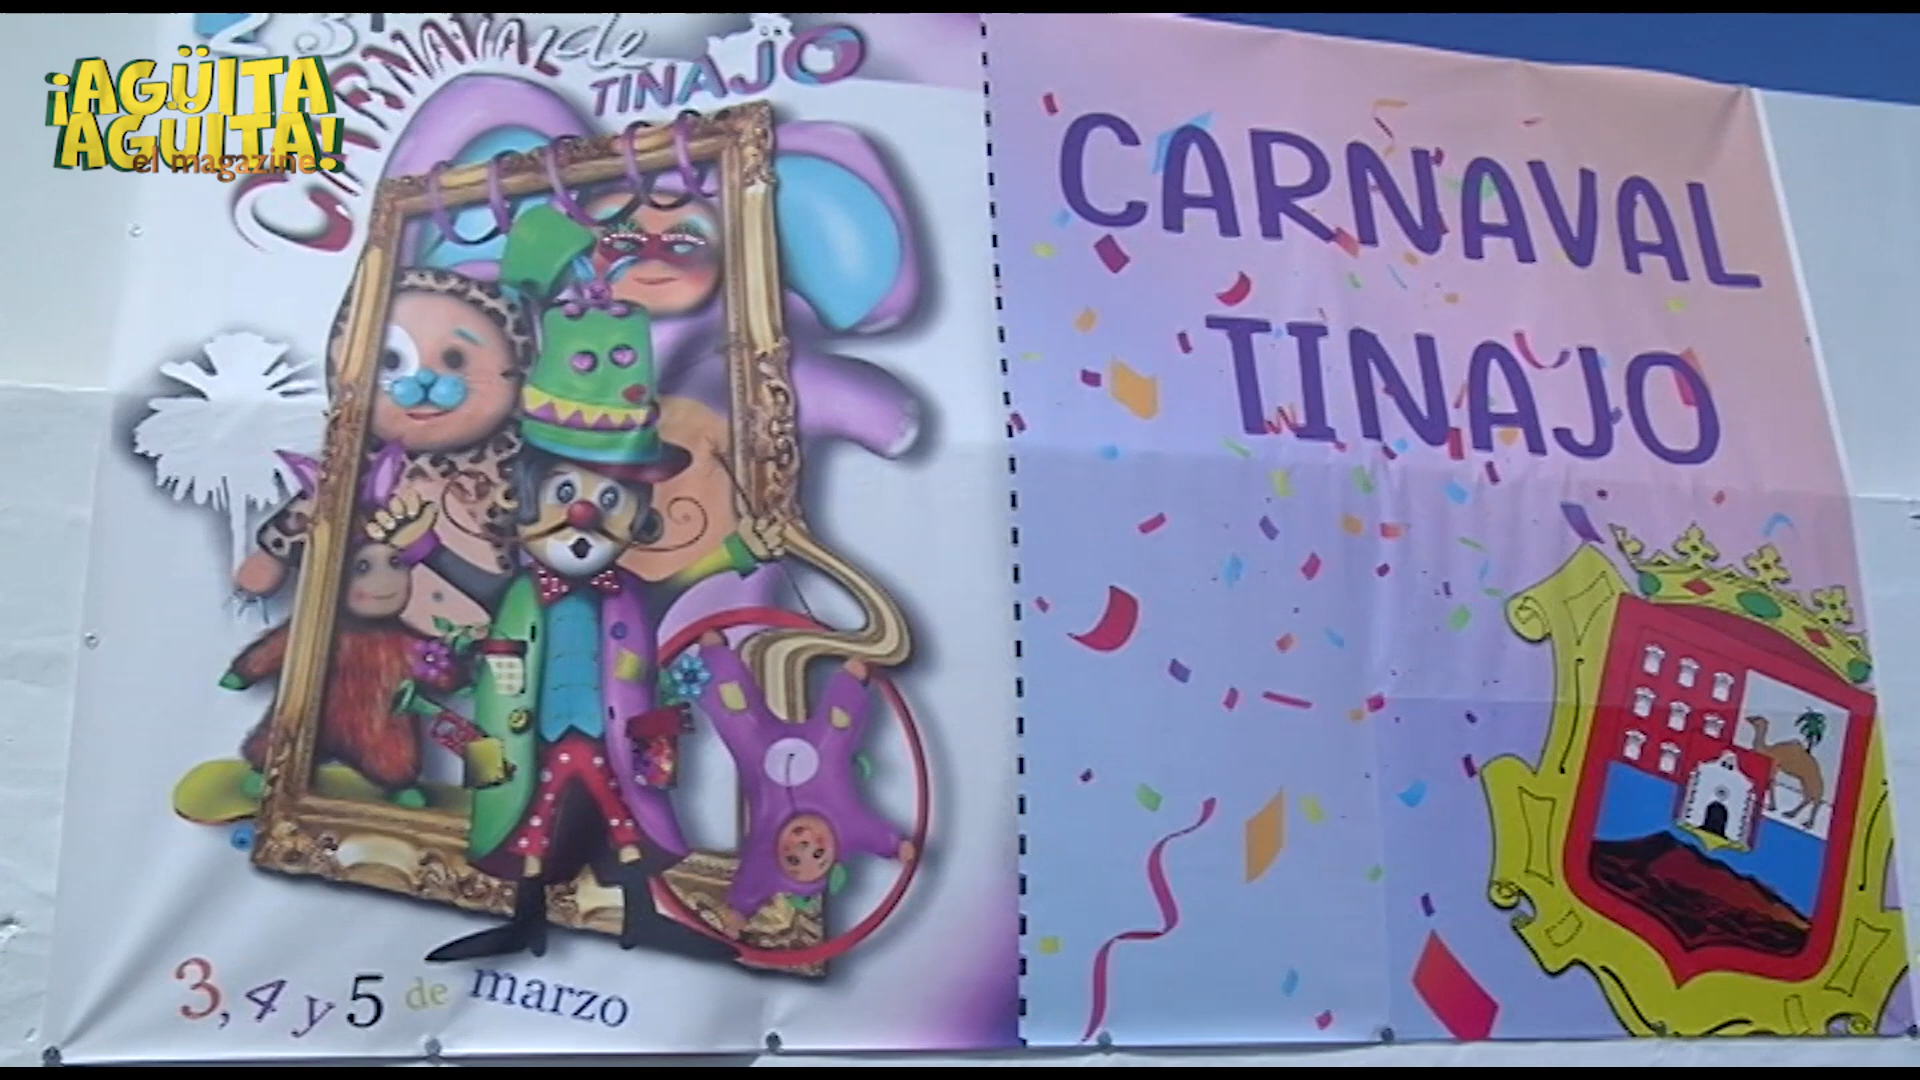 ¡AGÜITA
AGÜITA!
el magazine
CARNAVAL de
TINAJO
3, 4 y 5 de marzo
CARNAVAL
TINAJO